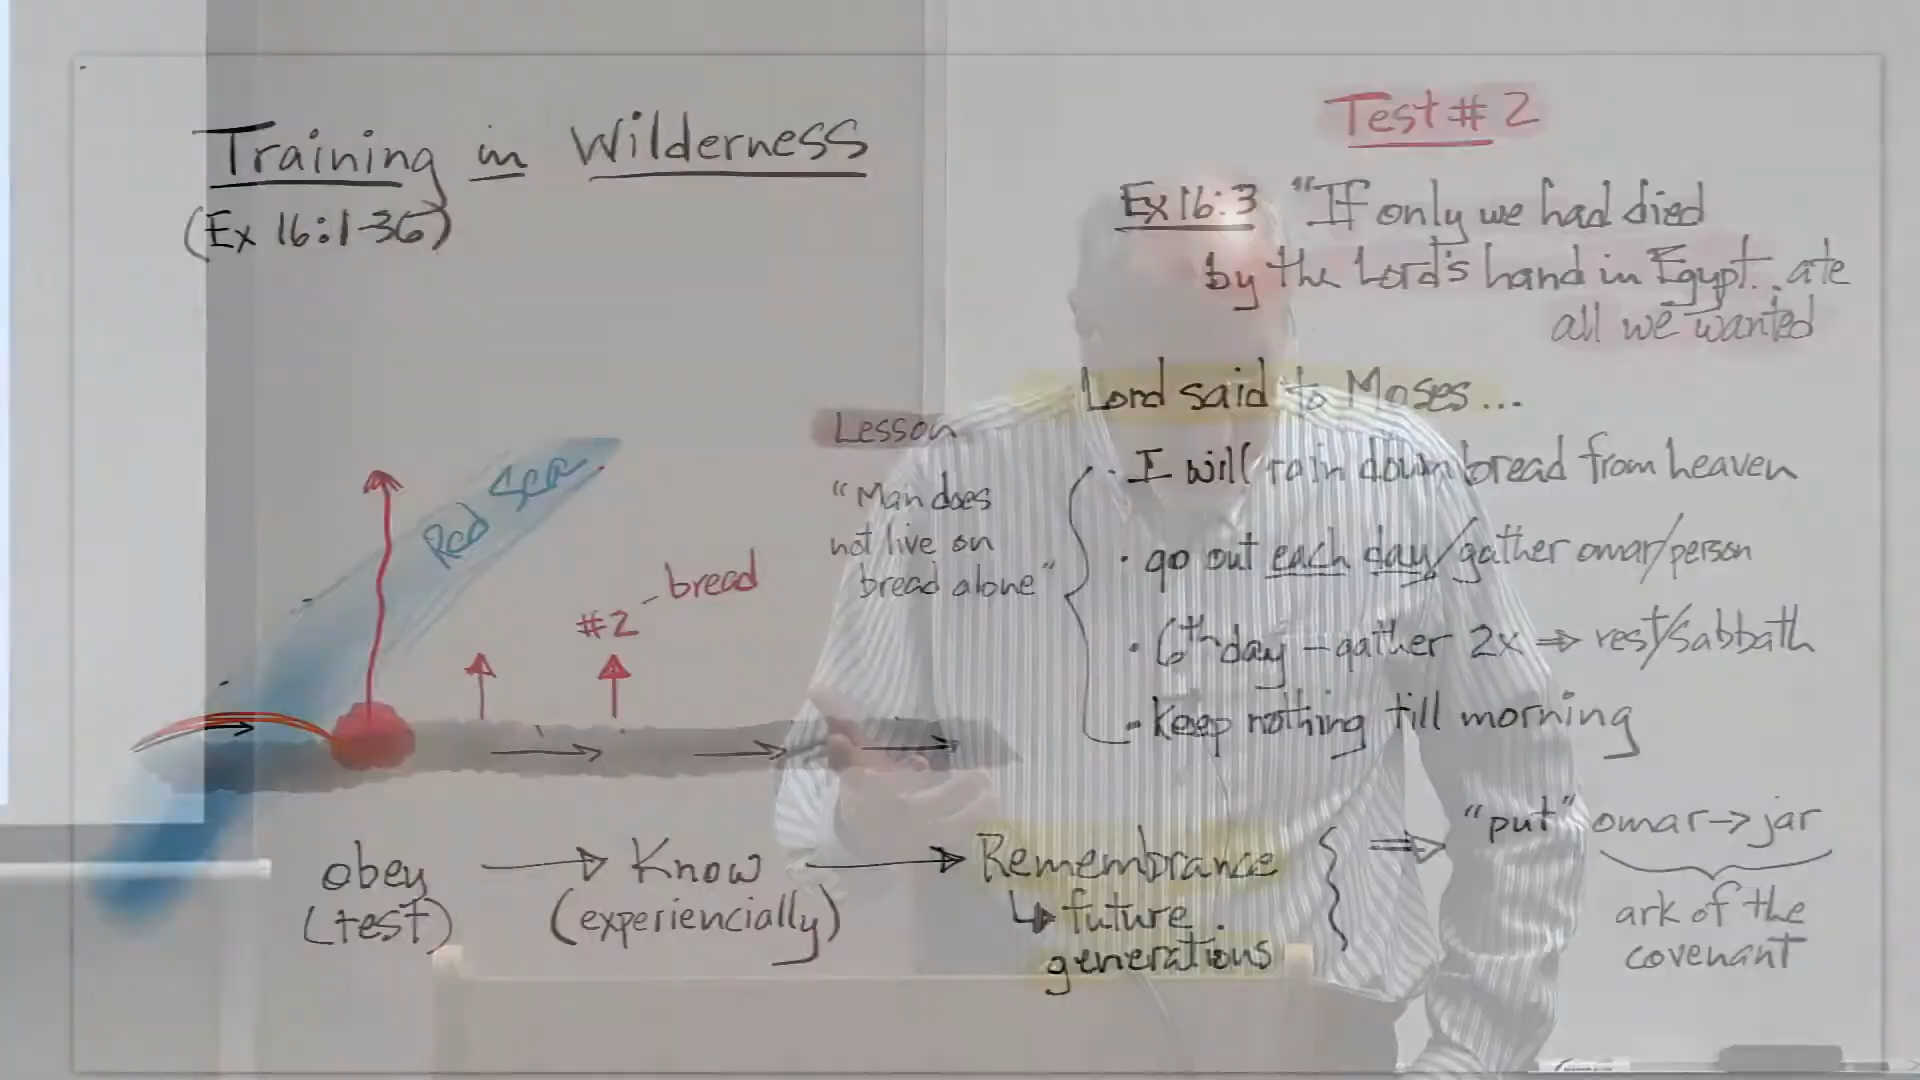 Training in Wilderness
(Ex 16:1-36)
Test #2
Ex 16:3 "If only we had died
by the Lord's hand in Egypt...ate
all we wanted
Lord said to Moses...
Lesson
"Man does
not live on
bread alone"
· I will rain down bread from heaven
· go out each day/gather omar/person
· 6th day - gather 2x ⇒ rest/sabbath
· Keep nothing till morning
Red Sea
#2 - bread
obey → Know → Remembrance
(test) (experiencially) ↳ future
generations
⇒ "put" omar → jar
ark of the
covenant